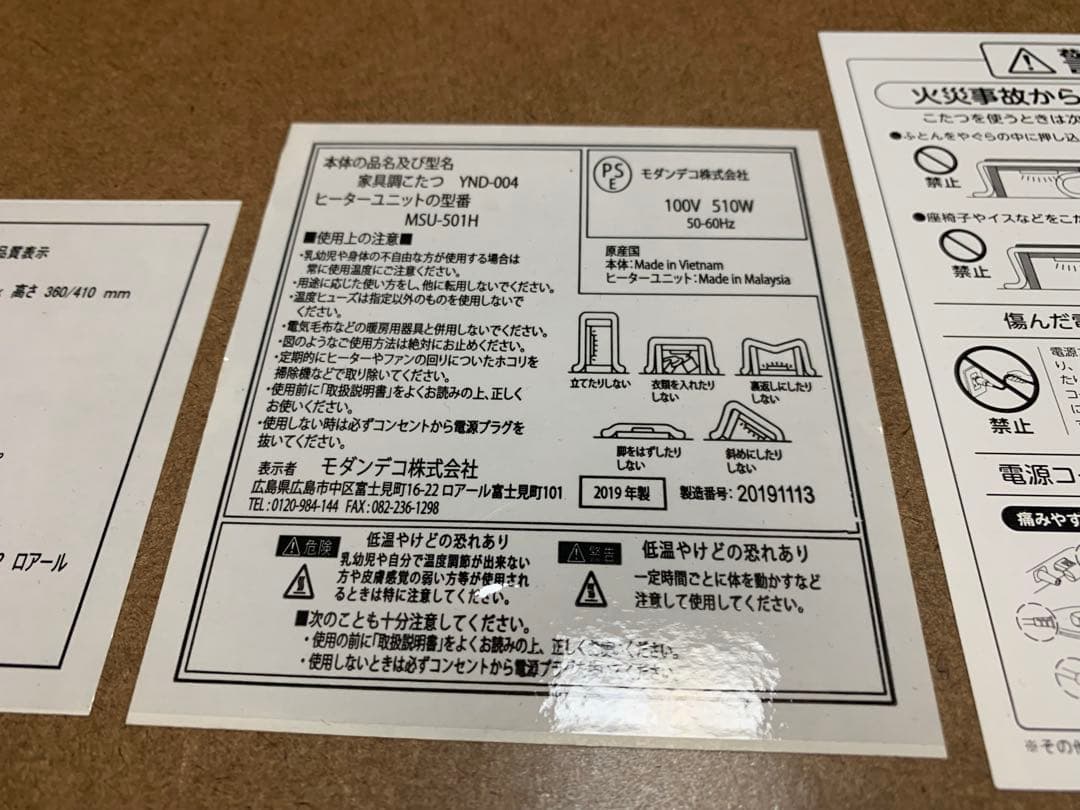 品質表示
高さ 360/410 mm
ロアール
本体の品名及び型名
家具調こたつ YND-004
ヒーターユニットの型番
MSU-501H
■使用上の注意■
・乳幼児や身体の不自由な方が使用する場合は
常に使用温度にご注意ください。
・用途に応じた使い方をし、他に転用しないでください。
・温度ヒューズは指定以外のものを使用しないで
ください。
・電気毛布などの暖房用器具と併用しないでください。
・図のようなご使用方法は絶対にお止めください。
・定期的にヒーターやファンの回りについたホコリを
掃除機などで取り除いてください。
・使用前に「取扱説明書」をよくお読みの上、正しく
お使いください。
・使用しない時は必ずコンセントから電源プラグを
抜いてください。
表示者 モダンデコ株式会社
広島県広島市中区富士見町16-22 ロアール富士見町101
TEL:0120-984-144 FAX:082-236-1298
PSE
モダンデコ株式会社
100V 510W
50-60Hz
原産国
本体:Made in Vietnam
ヒーターユニット:Made in Malaysia
立てたりしない
衣類を入れたり
しない
裏返しにしたり
しない
脚をはずしたり
しない
斜めにしたり
しない
2019年製 製造番号:20191113
危険 低温やけどの恐れあり
乳幼児や自分で温度調節が出来ない
方や皮膚感覚の弱い方等が使用され
るときは特に注意してください。
警告 低温やけどの恐れあり
一定時間ごとに体を動かすなど
注意して使用してください。
■次のことも十分注意してください。
・使用の前に「取扱説明書」をよくお読みの上、正しくお使いください。
・使用しないときは必ずコンセントから電源プラグを抜いてください。
火災事故から
こたつを使うときは次
●ふとんをやぐらの中に押し込
禁止
●座椅子やイスなどをこた
禁止
傷んだ電
禁止
電源コ
痛みやす
※その他